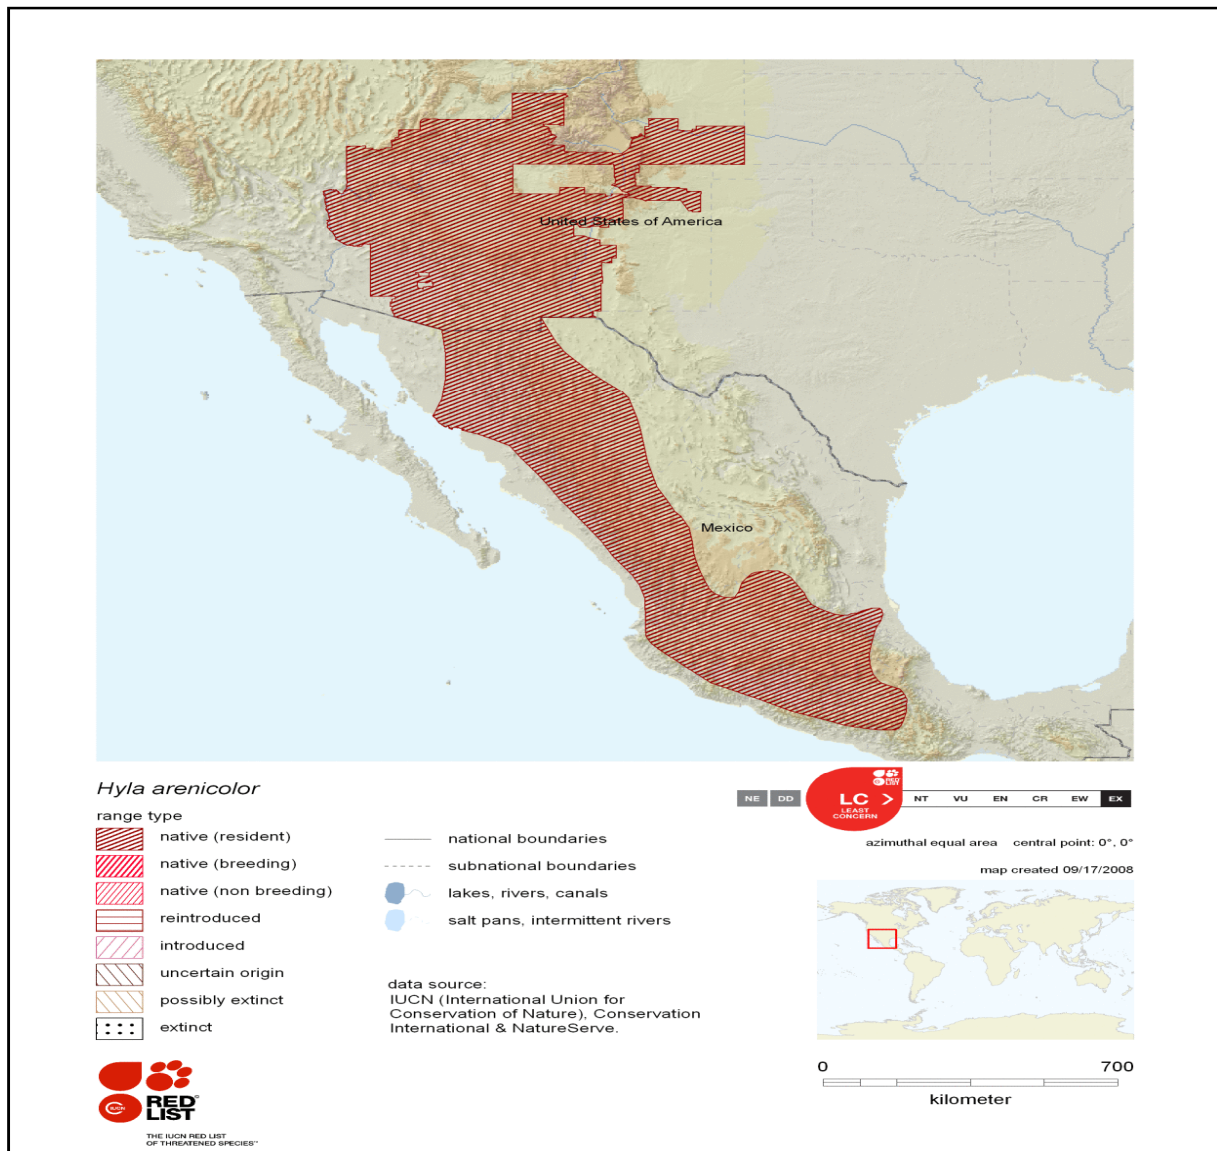 United States of America
Mexico
Hyla arenicolor
range type
native (resident)
native (breeding)
native (non breeding)
reintroduced
introduced
uncertain origin
possibly extinct
extinct
national boundaries
subnational boundaries
lakes, rivers, canals
salt pans, intermittent rivers
data source:
IUCN (International Union for
Conservation of Nature), Conservation
International & NatureServe.
NE DD LC > NT VU EN CR EW EX
LEAST
CONCERN
RED
LIST
azimuthal equal area central point: 0°, 0°
map created 09/17/2008
0 700
kilometer
IUCN
RED
LIST
THE IUCN RED LIST
OF THREATENED SPECIES™